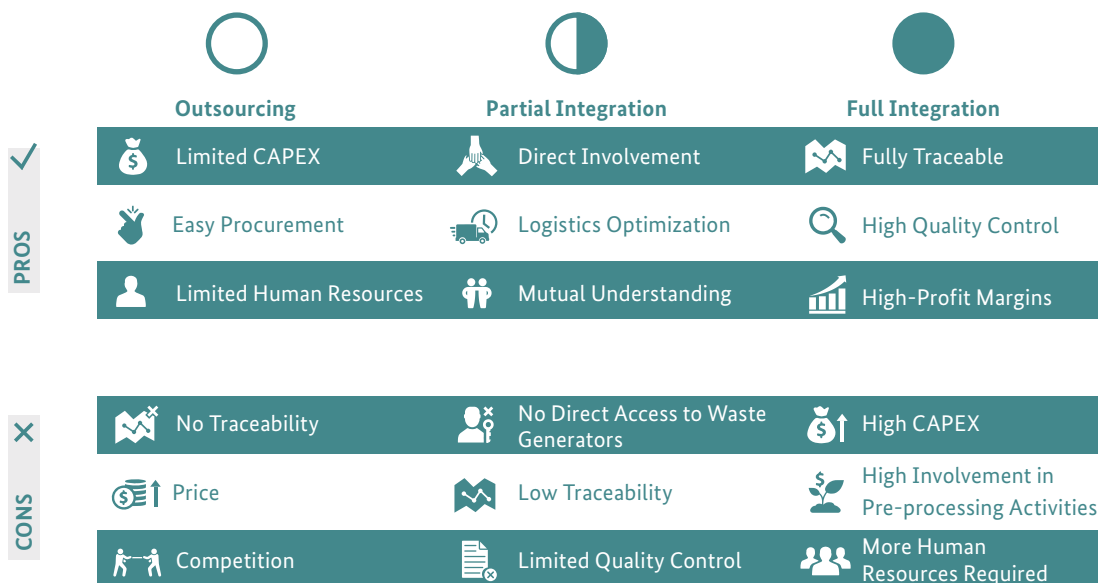 Outsourcing
Partial Integration
Full Integration
PROS
Limited CAPEX
Direct Involvement
Fully Traceable
Easy Procurement
Logistics Optimization
High Quality Control
Limited Human Resources
Mutual Understanding
High-Profit Margins
CONS
No Traceability
No Direct Access to Waste
Generators
High CAPEX
Price
Low Traceability
High Involvement in
Pre-processing Activities
Competition
Limited Quality Control
More Human
Resources Required